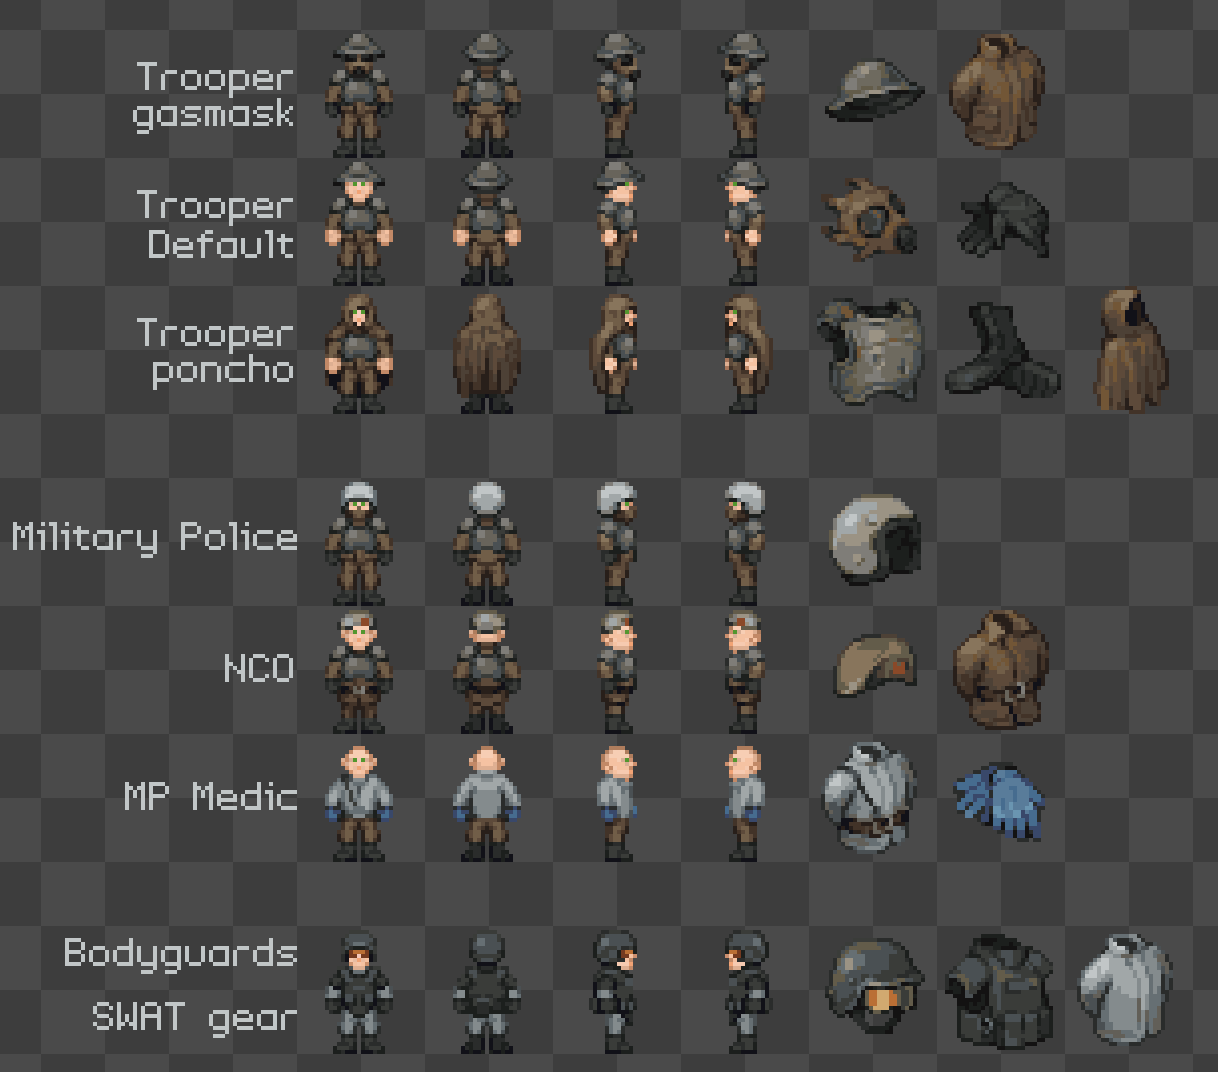 Trooper
gasmask
Trooper
Default
Trooper
poncho
Military Police
NCO
MP Medic
Bodyguards
SWAT gear